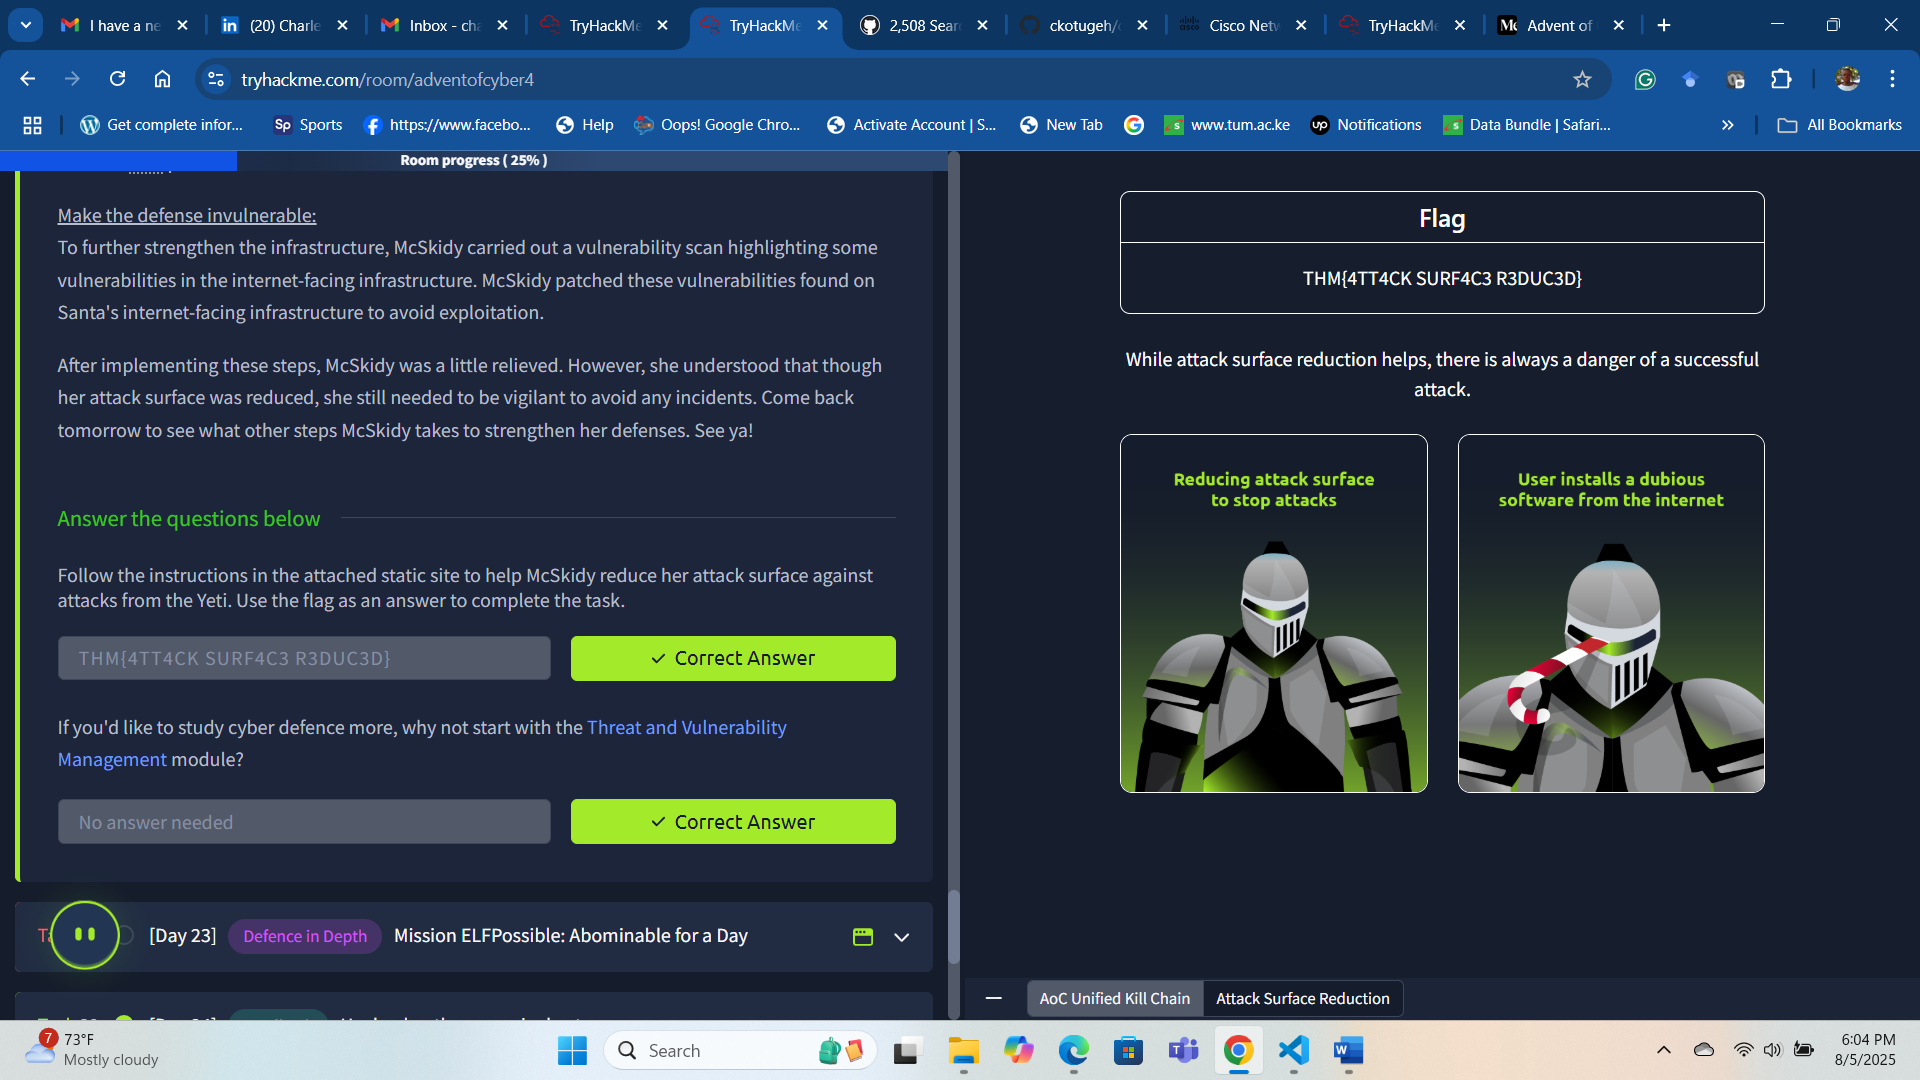 I have a ne
(20) Charle
Inbox - cha
TryHackMe
TryHackMe
2,508 Sear
ckotugeh/c
Cisco Netw
TryHackMe
Advent of
tryhackme.com/room/adventofcyber4
Get complete infor...
Sports
https://www.facebo...
Help
Oops! Google Chro...
Activate Account | S...
New Tab
www.tum.ac.ke
Notifications
Data Bundle | Safari...
All Bookmarks
Room progress ( 25% )
Make the defense invulnerable:
To further strengthen the infrastructure, McSkidy carried out a vulnerability scan highlighting some
vulnerabilities in the internet-facing infrastructure. McSkidy patched these vulnerabilities found on
Santa's internet-facing infrastructure to avoid exploitation.
After implementing these steps, McSkidy was a little relieved. However, she understood that though
her attack surface was reduced, she still needed to be vigilant to avoid any incidents. Come back
tomorrow to see what other steps McSkidy takes to strengthen her defenses. See ya!
Answer the questions below
Follow the instructions in the attached static site to help McSkidy reduce her attack surface against
attacks from the Yeti. Use the flag as an answer to complete the task.
THM{4TT4CK SURF4C3 R3DUC3D}
Correct Answer
If you'd like to study cyber defence more, why not start with the Threat and Vulnerability
Management module?
No answer needed
Correct Answer
[Day 23] Defence in Depth Mission ELFPossible: Abominable for a Day
Flag
THM{4TT4CK SURF4C3 R3DUC3D}
While attack surface reduction helps, there is always a danger of a successful
attack.
Reducing attack surface
to stop attacks
User installs a dubious
software from the internet
AoC Unified Kill Chain
Attack Surface Reduction
7
73°F
Mostly cloudy
Search
6:04 PM
8/5/2025